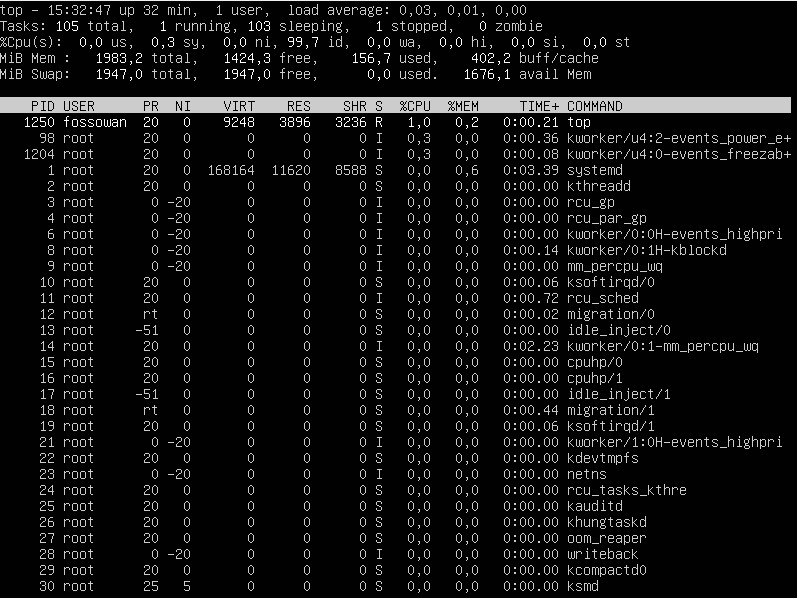 top - 15:32:47 up 32 min,  1 user,  load average: 0,03, 0,01, 0,00
Tasks: 105 total,   1 running, 103 sleeping,   1 stopped,   0 zombie
%Cpu(s):  0,0 us,  0,3 sy,  0,0 ni, 99,7 id,  0,0 wa,  0,0 hi,  0,0 si,  0,0 st
MiB Mem :   1983,2 total,   1424,3 free,    156,7 used,    402,2 buff/cache
MiB Swap:   1947,0 total,   1947,0 free,      0,0 used.   1676,1 avail Mem
PID USER      PR  NI    VIRT    RES    SHR S  %CPU  %MEM     TIME+ COMMAND
1250 fossowan  20   0    9248   3896   3236 R   1,0   0,2   0:00.21 top
98 root      20   0       0      0      0 I   0,3   0,0   0:00.36 kworker/u4:2-events_power_e+
1204 root      20   0       0      0      0 I   0,3   0,0   0:00.08 kworker/u4:0-events_freezab+
1 root      20   0  168164  11620   8588 S   0,0   0,6   0:03.39 systemd
2 root      20   0       0      0      0 S   0,0   0,0   0:00.00 kthreadd
3 root       0 -20       0      0      0 I   0,0   0,0   0:00.00 rcu_gp
4 root       0 -20       0      0      0 I   0,0   0,0   0:00.00 rcu_par_gp
6 root       0 -20       0      0      0 I   0,0   0,0   0:00.00 kworker/0:0H-events_highpri
8 root       0 -20       0      0      0 I   0,0   0,0   0:00.14 kworker/0:1H-kblockd
9 root       0 -20       0      0      0 I   0,0   0,0   0:00.00 mm_percpu_wq
10 root      20   0       0      0      0 S   0,0   0,0   0:00.06 ksoftirqd/0
11 root      20   0       0      0      0 I   0,0   0,0   0:00.72 rcu_sched
12 root      rt   0       0      0      0 S   0,0   0,0   0:00.02 migration/0
13 root     -51   0       0      0      0 S   0,0   0,0   0:00.00 idle_inject/0
14 root      20   0       0      0      0 I   0,0   0,0   0:02.23 kworker/0:1-mm_percpu_wq
15 root      20   0       0      0      0 S   0,0   0,0   0:00.00 cpuhp/0
16 root      20   0       0      0      0 S   0,0   0,0   0:00.00 cpuhp/1
17 root     -51   0       0      0      0 S   0,0   0,0   0:00.00 idle_inject/1
18 root      rt   0       0      0      0 S   0,0   0,0   0:00.44 migration/1
19 root      20   0       0      0      0 S   0,0   0,0   0:00.06 ksoftirqd/1
21 root       0 -20       0      0      0 I   0,0   0,0   0:00.00 kworker/1:0H-events_highpri
22 root      20   0       0      0      0 S   0,0   0,0   0:00.00 kdevtmpfs
23 root       0 -20       0      0      0 I   0,0   0,0   0:00.00 netns
24 root      20   0       0      0      0 S   0,0   0,0   0:00.00 rcu_tasks_kthre
25 root      20   0       0      0      0 S   0,0   0,0   0:00.00 kauditd
26 root      20   0       0      0      0 S   0,0   0,0   0:00.00 khungtaskd
27 root      20   0       0      0      0 S   0,0   0,0   0:00.00 oom_reaper
28 root       0 -20       0      0      0 I   0,0   0,0   0:00.00 writeback
29 root      20   0       0      0      0 S   0,0   0,0   0:00.00 kcompactd0
30 root      25   5       0      0      0 S   0,0   0,0   0:00.00 ksmd